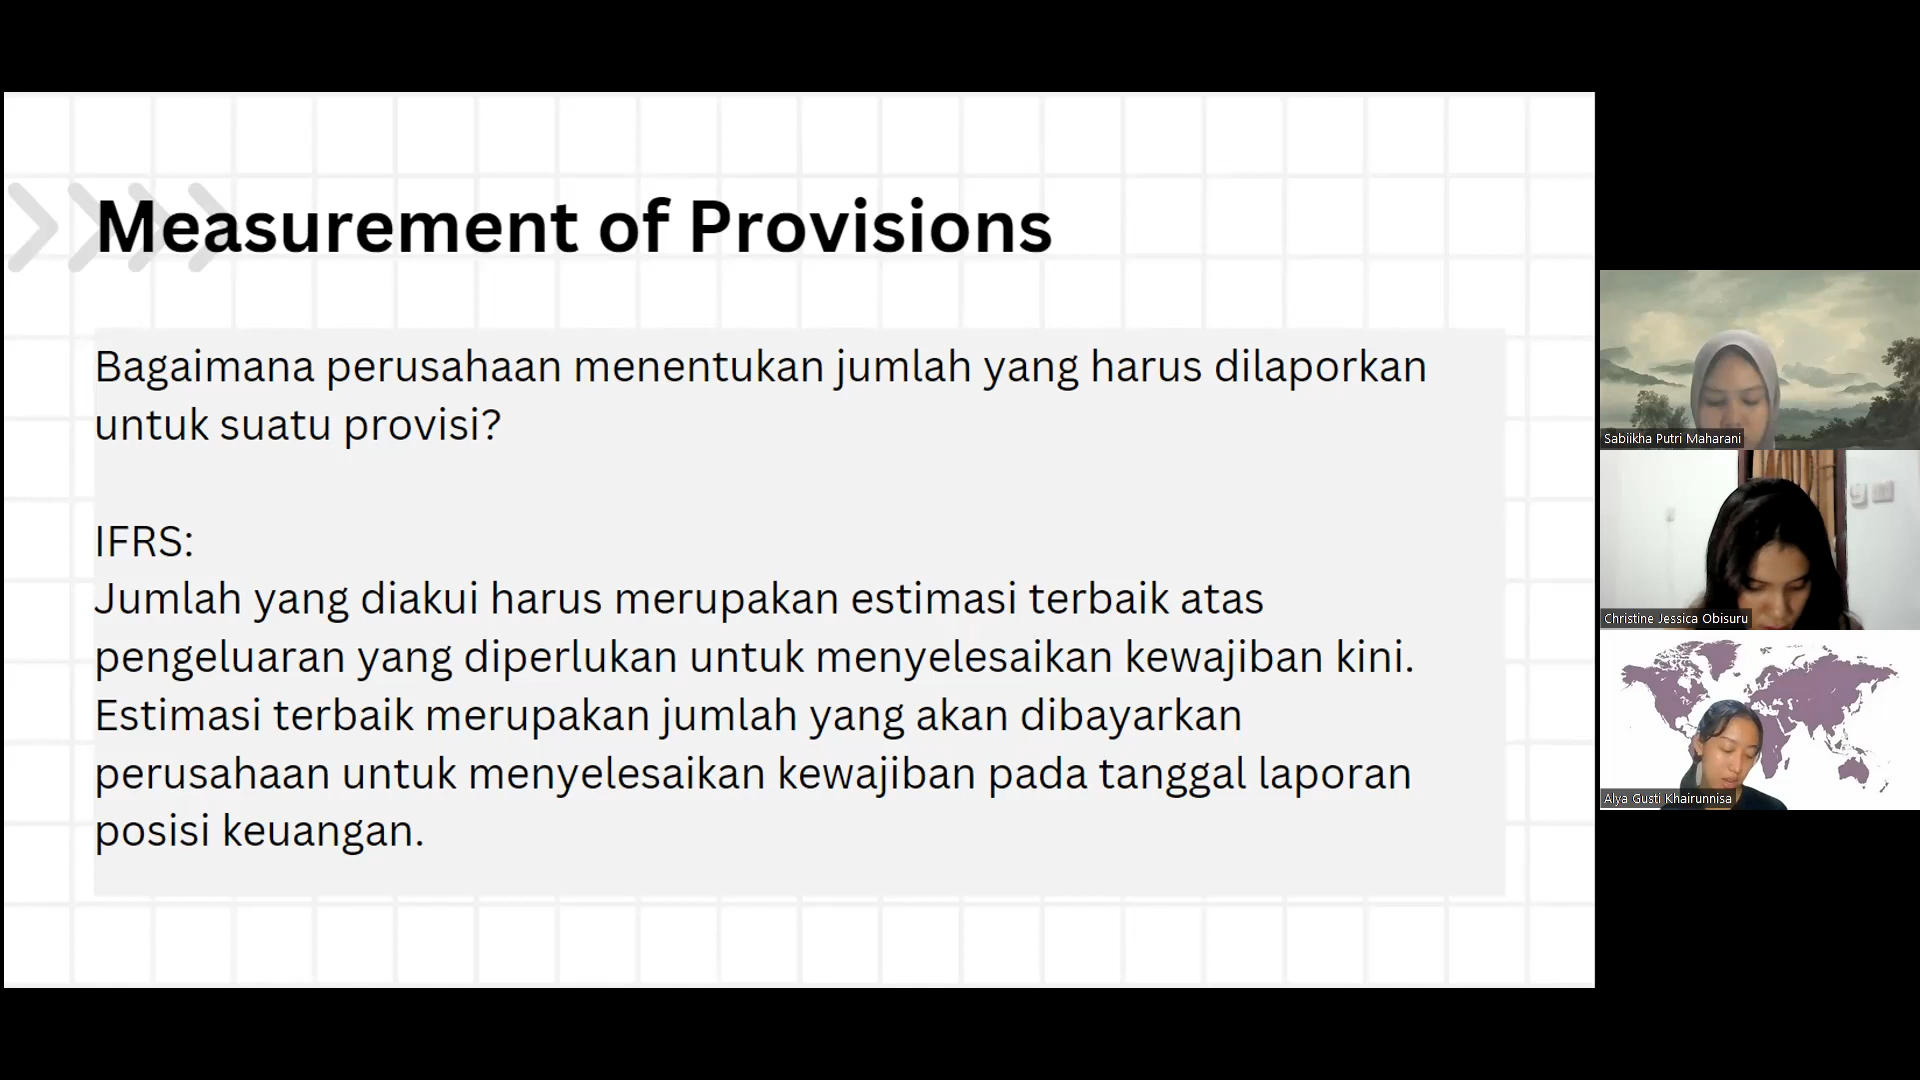 Measurement of Provisions
Bagaimana perusahaan menentukan jumlah yang harus dilaporkan
untuk suatu provisi?
IFRS:
Jumlah yang diakui harus merupakan estimasi terbaik atas
pengeluaran yang diperlukan untuk menyelesaikan kewajiban kini.
Estimasi terbaik merupakan jumlah yang akan dibayarkan
perusahaan untuk menyelesaikan kewajiban pada tanggal laporan
posisi keuangan.
Sabiikha Putri Maharani
Christine Jessica Obisuru
Alya Gusti Khairunnisa